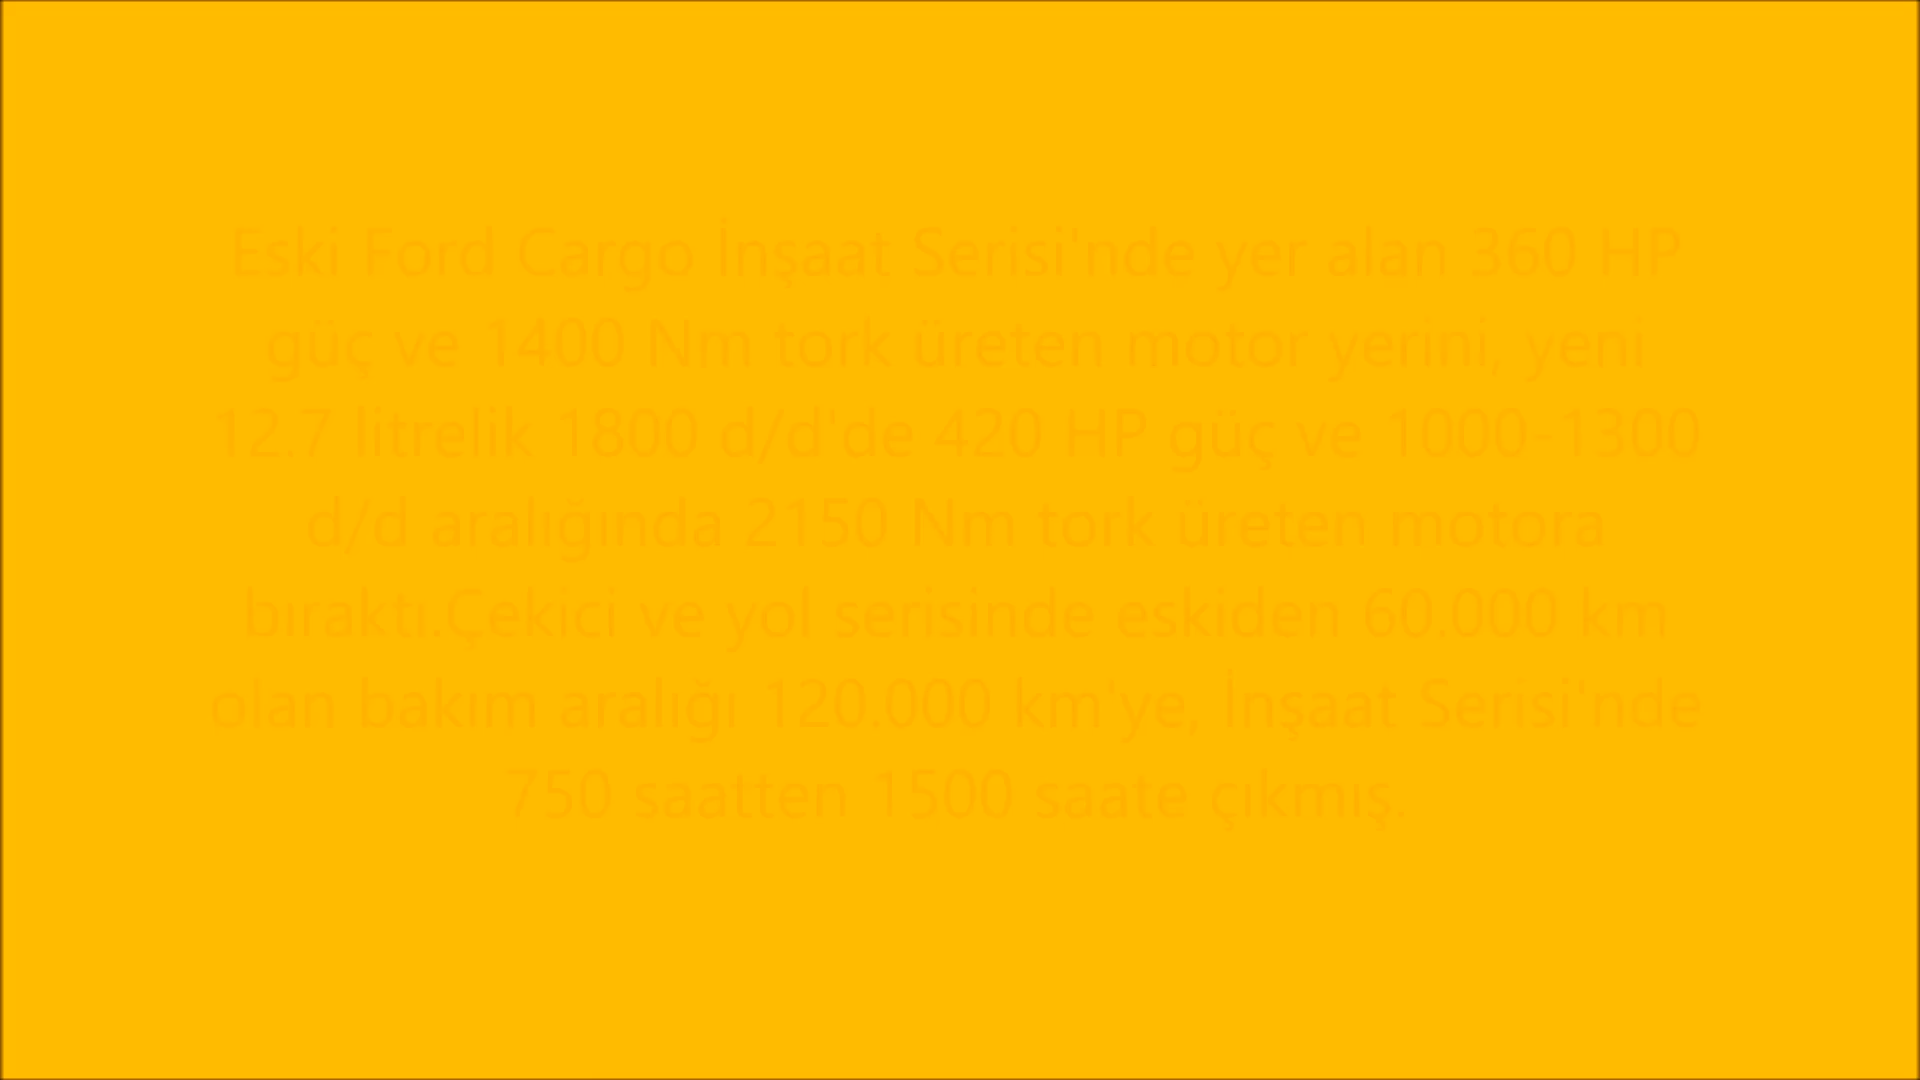 Eski Ford Cargo İnşaat Serisi'nde yer alan 360 HP
güç ve 1400 Nm tork üreten motor yerini, yeni
12.7 litrelik 1800 d/d'de 420 HP güç ve 1000-1300
d/d aralığında 2150 Nm tork üreten motora
bıraktı.Çekici ve yol serisinde eskiden 60.000 km
olan bakım aralığı 120.000 km'ye, İnşaat Serisi'nde
750 saatten 1500 saate çıkmış.